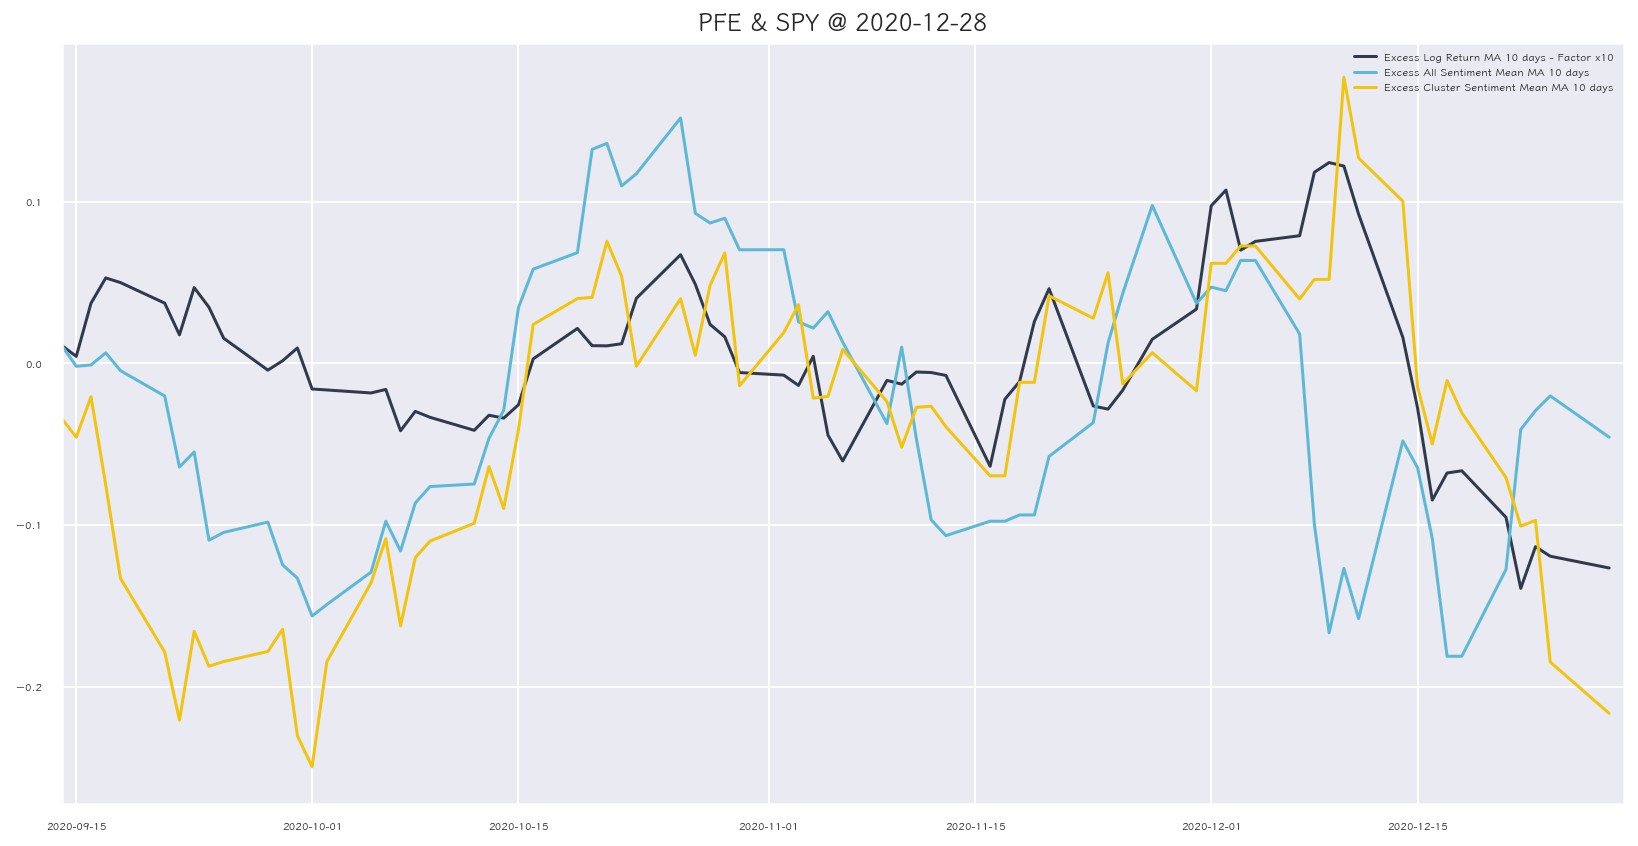 PFE & SPY @ 2020-12-28
Excess Log Return MA 10 days - Factor x10
Excess All Sentiment Mean MA 10 days
Excess Cluster Sentiment Mean MA 10 days
0.1
0.0
−0.1
−0.2
2020-09-15
2020-10-01
2020-10-15
2020-11-01
2020-11-15
2020-12-01
2020-12-15